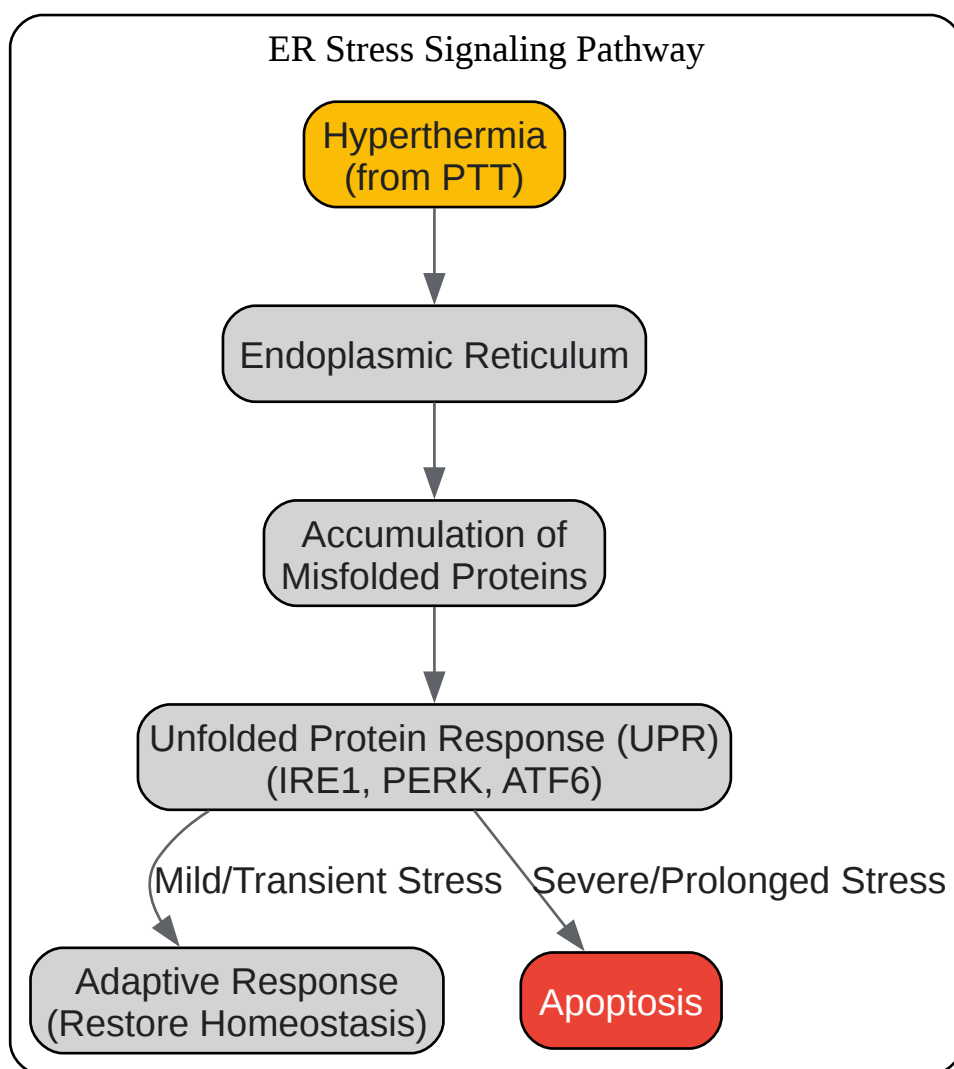 ER Stress Signaling Pathway
Hyperthermia
(from PTT)
Endoplasmic Reticulum
Accumulation of
Misfolded Proteins
Unfolded Protein Response (UPR)
(IRE1, PERK, ATF6)
Mild/Transient Stress
Severe/Prolonged Stress
Adaptive Response
(Restore Homeostasis)
Apoptosis